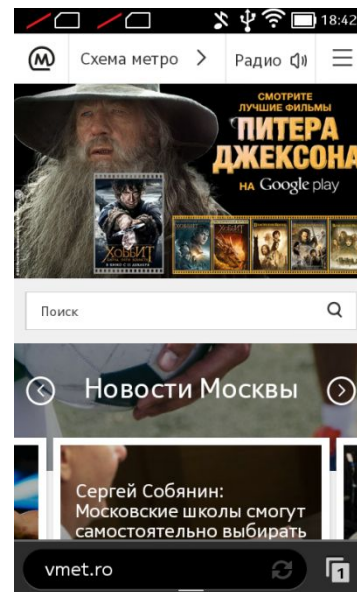 18:42
Схема метро
Радио
СМОТРИТЕ
ЛУЧШИЕ ФИЛЬМЫ
ПИТЕРА
ДЖЕКСОНА
НА Google play
ХОББИТ
Поиск
Новости Москвы
Сергей Собянин:
Московские школы смогут
самостоятельно выбирать
vmet.ro
1